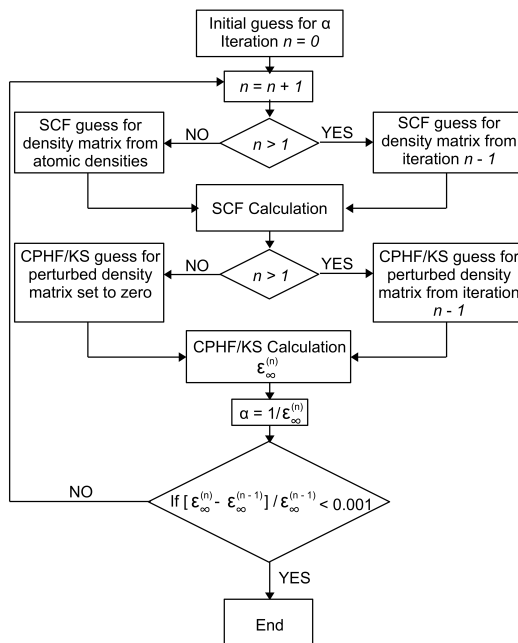 Initial guess for α
Iteration n = 0
n = n + 1
SCF guess for
density matrix from
atomic densities
NO
n > 1
YES
SCF guess for
density matrix from
iteration n - 1
SCF Calculation
CPHF/KS guess for
perturbed density
matrix set to zero
NO
n > 1
YES
CPHF/KS guess for
perturbed density
matrix from iteration
n - 1
CPHF/KS Calculation
ε∞(n)
α = 1/ε∞(n)
NO
If [ ε∞(n) - ε∞(n - 1) ] / ε∞(n - 1) < 0.001
YES
End